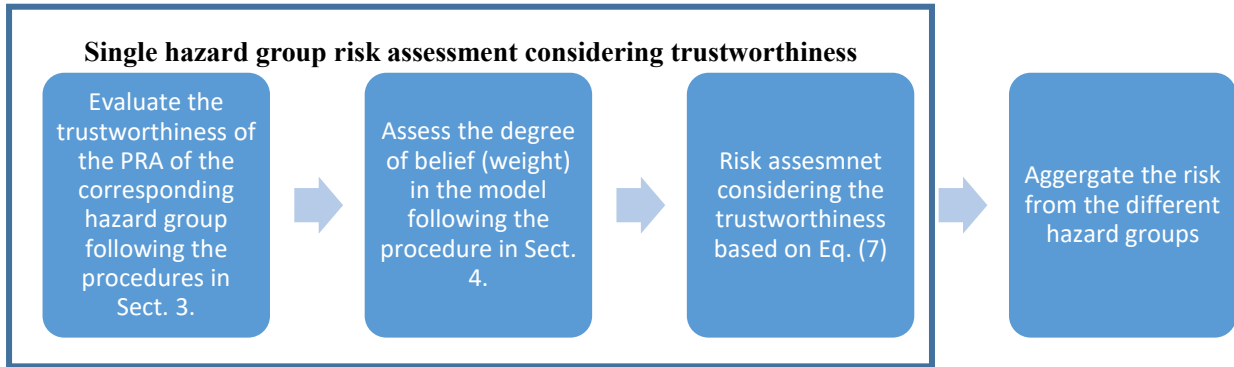 Single hazard group risk assessment considering trustworthiness
Evaluate the
trustworthiness of
the PRA of the
corresponding
hazard group
following the
procedures in
Sect. 3.
Assess the degree
of belief (weight)
in the model
following the
procedure in Sect.
4.
Risk assesmnet
considering the
trustworthiness
based on Eq. (7)
Aggergate the risk
from the different
hazard groups